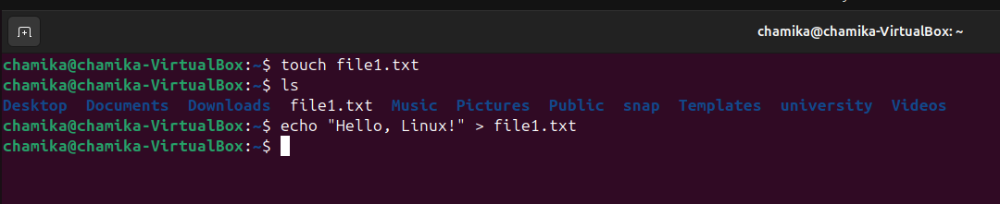 chamika@chamika-VirtualBox: ~
chamika@chamika-VirtualBox:~$ touch file1.txt
chamika@chamika-VirtualBox:~$ ls
Desktop Documents Downloads file1.txt Music Pictures Public snap Templates university Videos
chamika@chamika-VirtualBox:~$ echo "Hello, Linux!" > file1.txt
chamika@chamika-VirtualBox:~$